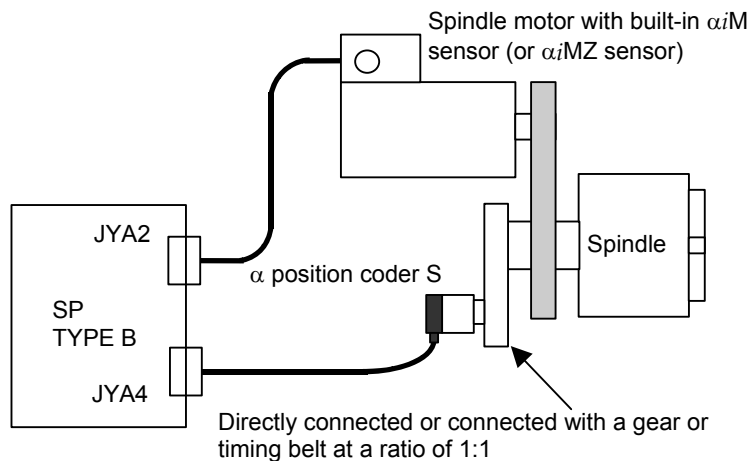 Spindle motor with built-in αiM
sensor (or αiMZ sensor)
JYA2
Spindle
α position coder S
SP
TYPE B
JYA4
Directly connected or connected with a gear or
timing belt at a ratio of 1:1